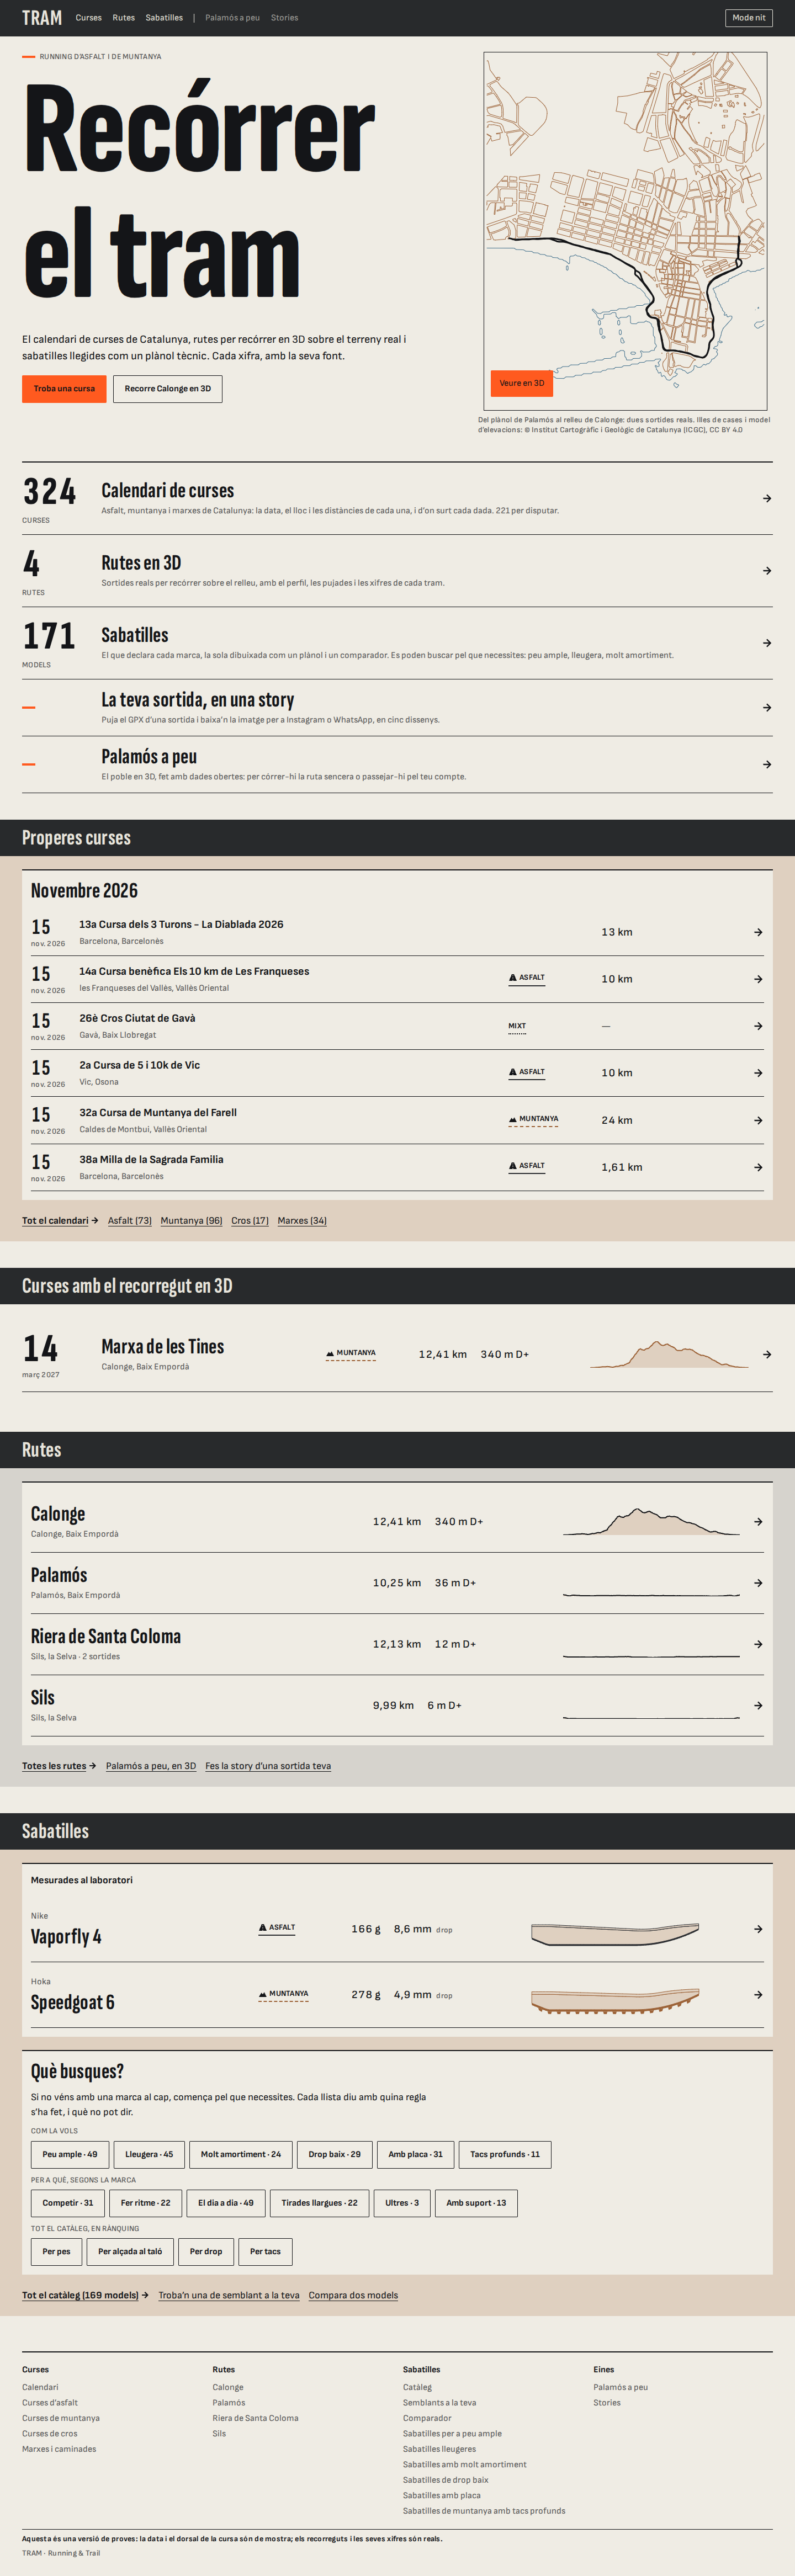 TRAM Curses Rutes Sabatilles | Palamós a peu Stories Mode nit
RUNNING D'ASFALT I DE MUNTANYA
Recórrer
el tram
El calendari de curses de Catalunya, rutes per recórrer en 3D sobre el terreny real i
sabatilles llegides com un plànol tècnic. Cada xifra, amb la seva font.
Troba una cursa Recorre Calonge en 3D
Veure en 3D
Del plànol de Palamós al relleu de Calonge: dues sortides reals. Illes de cases i model
d'elevacions: © Institut Cartogràfic i Geològic de Catalunya (ICGC), CC BY 4.0
324
CURSES
Calendari de curses
Asfalt, muntanya i marxes de Catalunya: la data, el lloc i les distàncies de cada una, i d'on surt cada dada. 221 per disputar.
→
4
RUTES
Rutes en 3D
Sortides reals per recórrer sobre el relleu, amb el perfil, les pujades i les xifres de cada tram.
→
171
MODELS
Sabatilles
El que declara cada marca, la sola dibuixada com un plànol i un comparador. Es poden buscar pel que necesites: peu ample, lleugera, molt amortiment.
→
La teva sortida, en una story
Puja el GPX d'una sortida i baixa'n la imatge per a Instagram o WhatsApp, en cinc dissenys.
→
Palamós a peu
El poble en 3D, fet amb dades obertes: per córrer-hi la ruta sencera o passejar-hi pel teu compte.
→
Properes curses
Novembre 2026
15 13a Cursa dels 3 Turons - La Diablada 2026 13 km →
nov. 2026 Barcelona, Barcelonès
15 14a Cursa benèfica Els 10 km de Les Franqueses ASFALT 10 km →
nov. 2026 les Franqueses del Vallès, Vallès Oriental
15 26è Cros Ciutat de Gavà MIXT — →
nov. 2026 Gavà, Baix Llobregat
15 2a Cursa de 5 i 10k de Vic ASFALT 10 km →
nov. 2026 Vic, Osona
15 32a Cursa de Muntanya del Farell MUNTANYA 24 km →
nov. 2026 Caldes de Montbui, Vallès Oriental
15 38a Milla de la Sagrada Familia ASFALT 1,61 km →
nov. 2026 Barcelona, Barcelonès
Tot el calendari → Asfalt (73) Muntanya (96) Cros (17) Marxes (34)
Curses amb el recorregut en 3D
14 Marxa de les Tines MUNTANYA 12,41 km 340 m D+ →
març 2027 Calonge, Baix Empordà
Rutes
Calonge 12,41 km 340 m D+ →
Calonge, Baix Empordà
Palamós 10,25 km 36 m D+ →
Palamós, Baix Empordà
Riera de Santa Coloma 12,13 km 12 m D+ →
Sils, la Selva · 2 sortides
Sils 9,99 km 6 m D+ →
Sils, la Selva
Totes les rutes → Palamós a peu, en 3D Fes la story d'una sortida teva
Sabatilles
Mesurades al laboratori
Nike
Vaporfly 4 ASFALT 166 g 8,6 mm drop →
Hoka
Speedgoat 6 MUNTANYA 278 g 4,9 mm drop →
Què busques?
Si no véns amb una marca al cap, comença pel que necesites. Cada llista diu amb quina regla
s'ha fet, i què no pot dir.
COM LA VOLS
Peu ample · 49 Lleugera · 45 Molt amortiment · 24 Drop baix · 29 Amb placa · 31 Tacs profunds · 11
PER A QUÈ, SEGONS LA MARCA
Competir · 31 Fer ritme · 22 El dia a dia · 49 Tirades llargues · 22 Ultres · 3 Amb suport · 13
TOT EL CATÀLEG, EN RÀNQUING
Per pes Per alçada al taló Per drop Per tacs
Tot el catàleg (169 models) → Troba'n una de semblant a la teva Compara dos models
Curses
Calendari
Curses d'asfalt
Curses de muntanya
Curses de cros
Marxes i caminades
Rutes
Calonge
Palamós
Riera de Santa Coloma
Sils
Sabatilles
Catàleg
Semblants a la teva
Comparador
Sabatilles per a peu ample
Sabatilles lleugeres
Sabatilles amb molt amortiment
Sabatilles de drop baix
Sabatilles amb placa
Sabatilles de muntanya amb tacs profunds
Eines
Palamós a peu
Stories
Aquesta és una versió de proves: la data i el dorsal de la cursa són de mostra; els recorreguts i les seves xifres són reals.
TRAM · Running & Trail